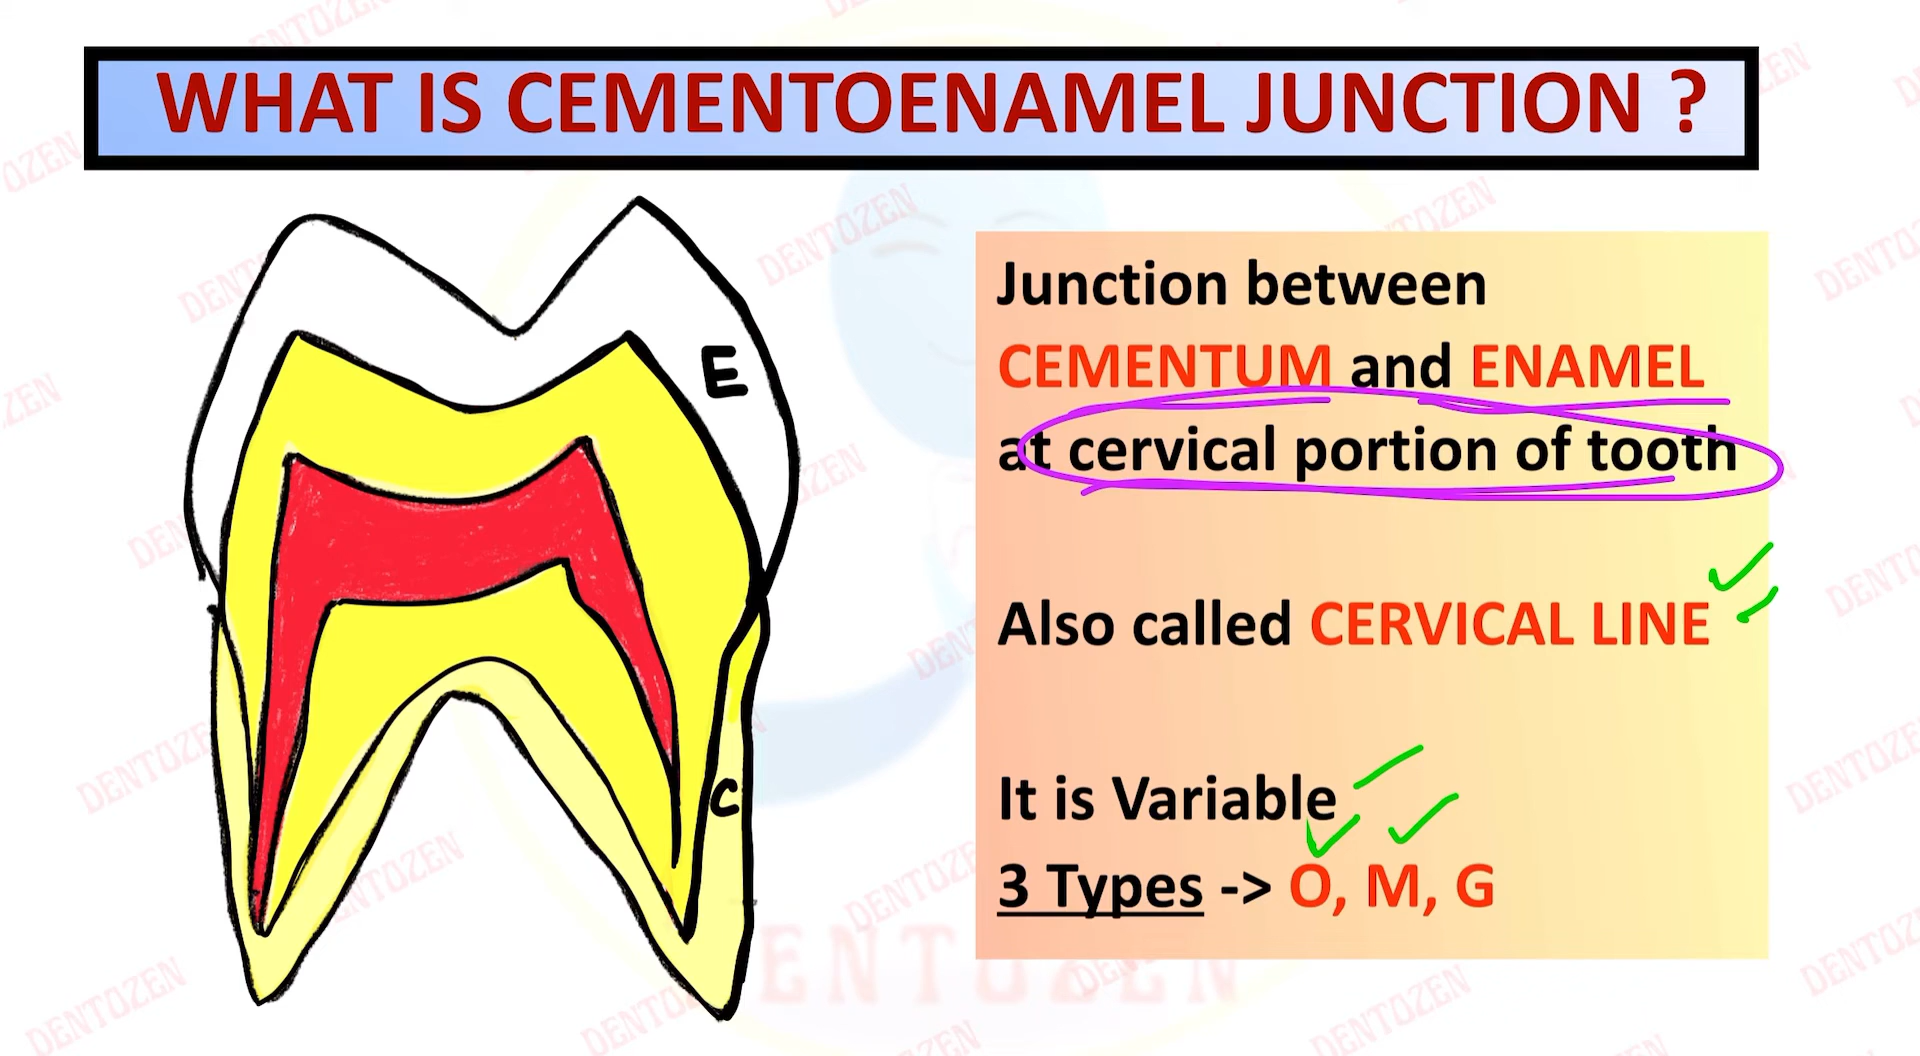 WHAT IS CEMENTOENAMEL JUNCTION ?
E
C
Junction between
CEMENTUM and ENAMEL
at cervical portion of tooth
Also called CERVICAL LINE
It is Variable
3 Types -> O, M, G
DENTOZEN